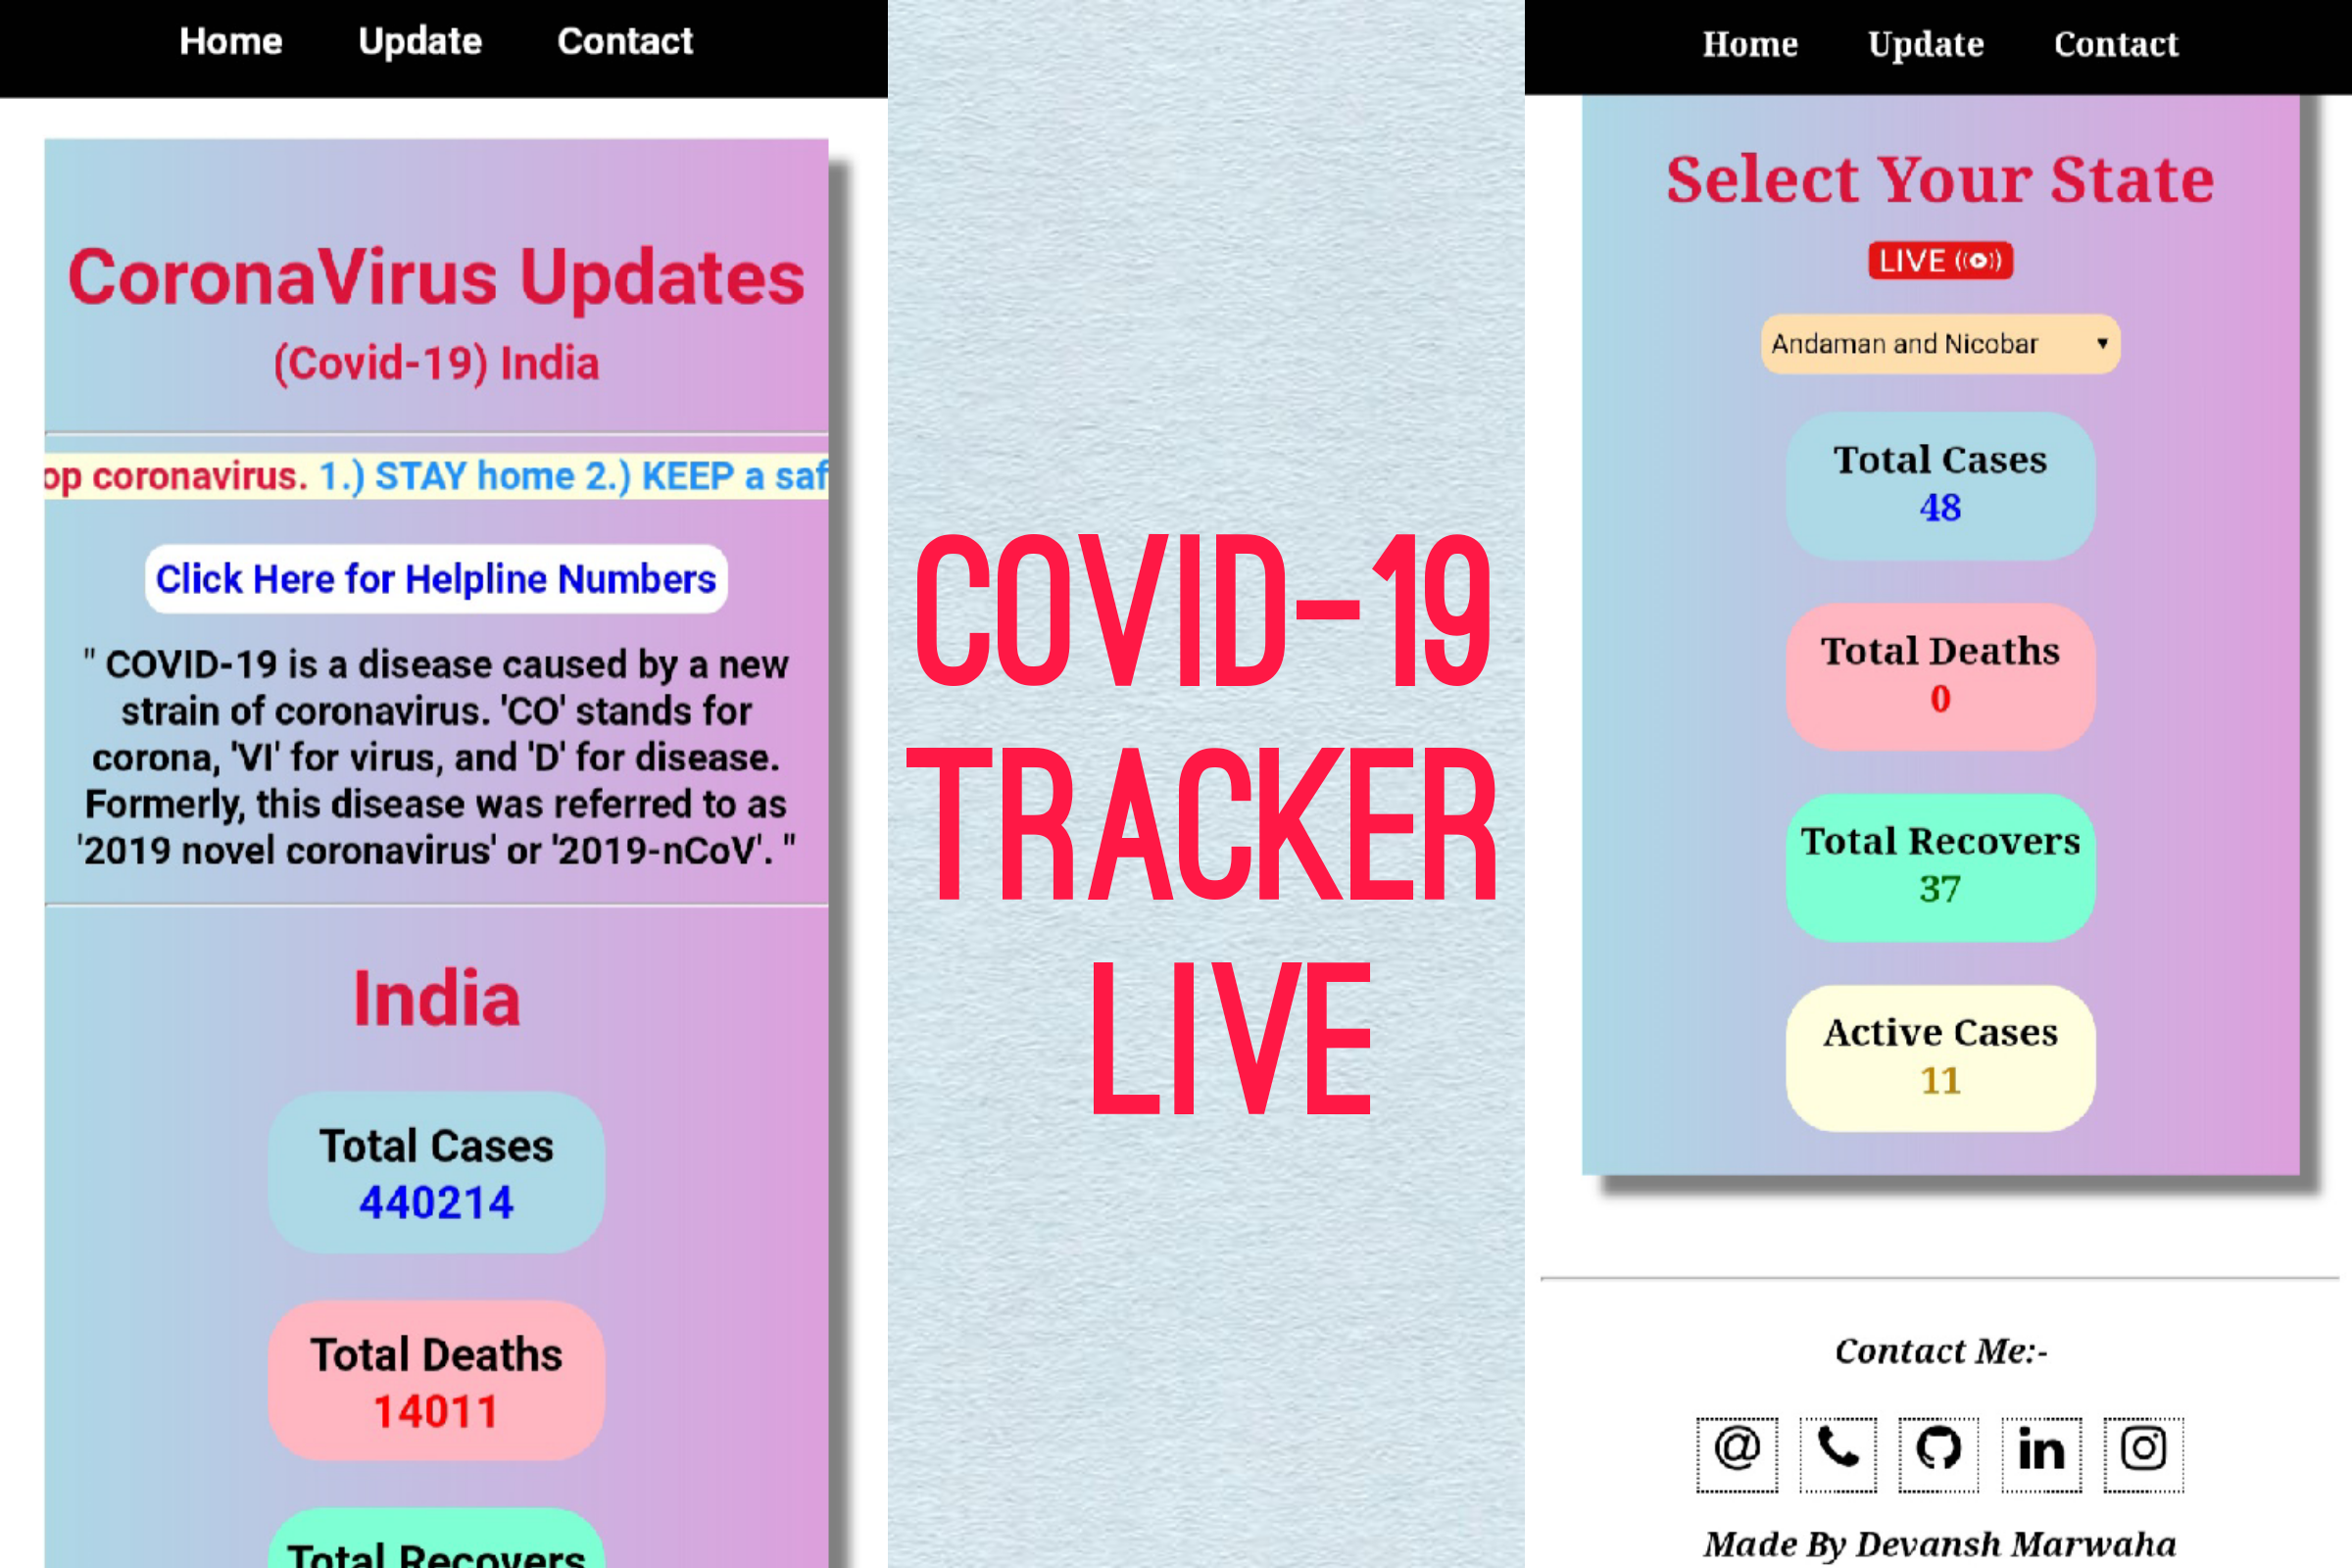 Home Update Contact
CoronaVirus Updates
(Covid-19) India
op coronavirus. 1.) STAY home 2.) KEEP a saf
Click Here for Helpline Numbers
" COVID-19 is a disease caused by a new
strain of coronavirus. 'CO' stands for
corona, 'VI' for virus, and 'D' for disease.
Formerly, this disease was referred to as
'2019 novel coronavirus' or '2019-nCoV'. "
India
Total Cases
440214
Total Deaths
14011
Total Recovers
COVID-19
TRACKER
LIVE
Home Update Contact
Select Your State
LIVE
Andaman and Nicobar
Total Cases
48
Total Deaths
0
Total Recovers
37
Active Cases
11
Contact Me:-
@
in
Made By Devansh Marwaha